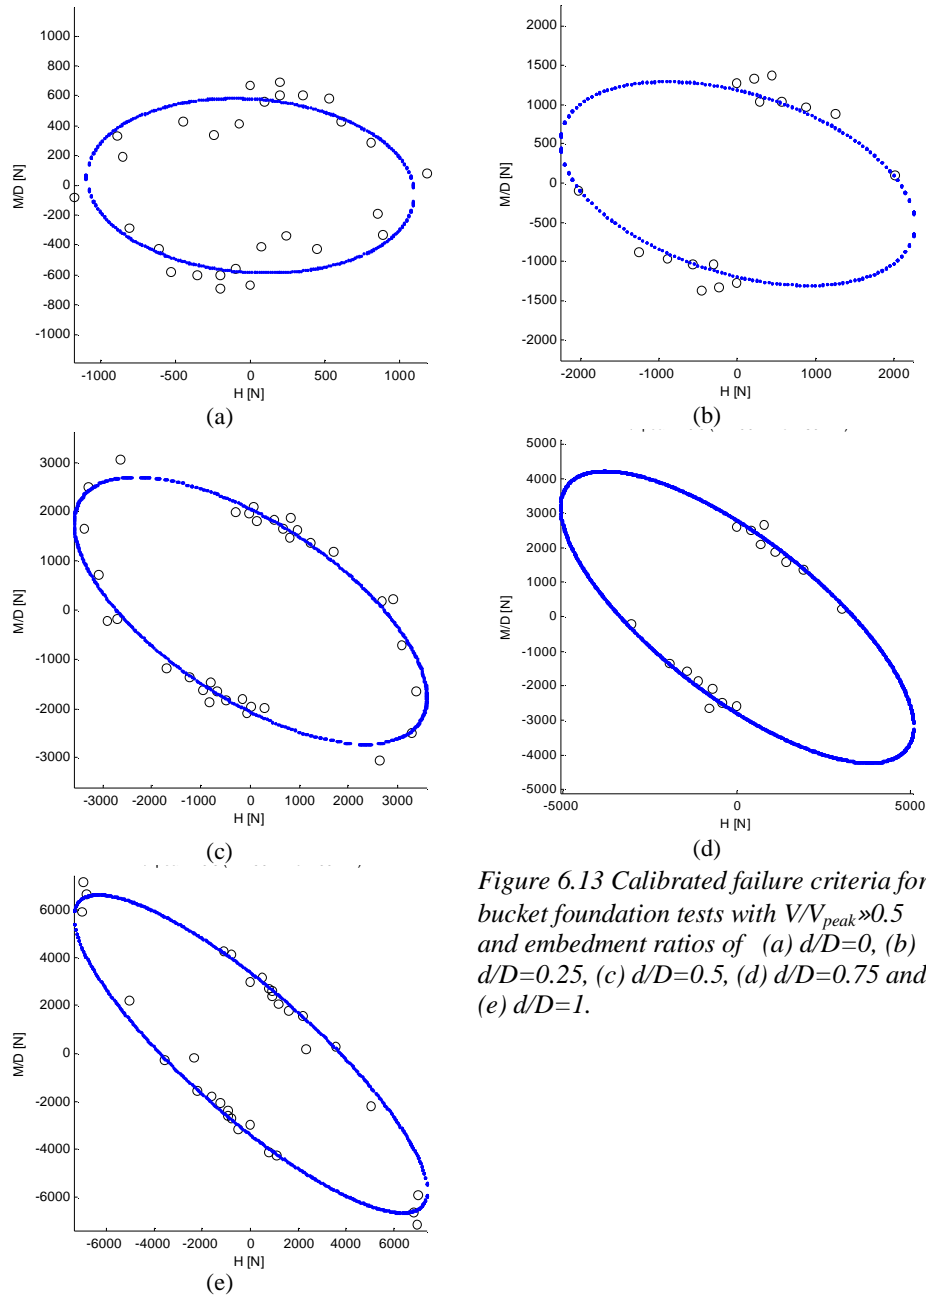 1000
800
600
400
200
0
-200
-400
-600
-800
-1000
M/D [N]
-1000 -500 0 500 1000
H [N]
(a)
2000
1500
1000
500
0
-500
-1000
-1500
-2000
M/D [N]
-2000 -1000 0 1000 2000
H [N]
(b)
3000
2000
1000
0
-1000
-2000
-3000
M/D [N]
-3000 -2000 -1000 0 1000 2000 3000
H [N]
(c)
5000
4000
3000
2000
1000
0
-1000
-2000
-3000
-4000
-5000
M/D [N]
-5000 0 5000
H [N]
(d)
6000
4000
2000
0
-2000
-4000
-6000
M/D [N]
-6000 -4000 -2000 0 2000 4000 6000
H [N]
(e)
Figure 6.13 Calibrated failure criteria for
bucket foundation tests with V/Vpeak»0.5
and embedment ratios of (a) d/D=0, (b)
d/D=0.25, (c) d/D=0.5, (d) d/D=0.75 and
(e) d/D=1.